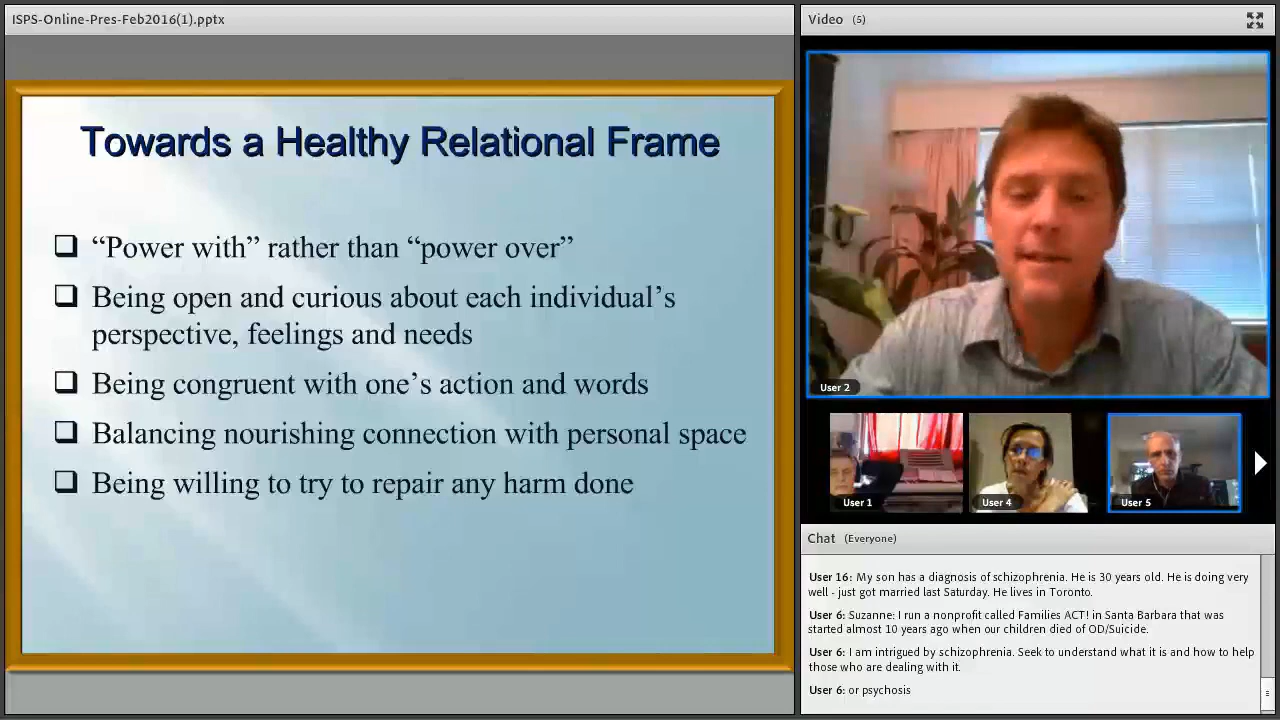 ISPS-Online-Pres-Feb2016(1).pptx
Towards a Healthy Relational Frame
❑ “Power with” rather than “power over”
❑ Being open and curious about each individual’s
perspective, feelings and needs
❑ Being congruent with one’s action and words
❑ Balancing nourishing connection with personal space
❑ Being willing to try to repair any harm done
Video (5)
User 2
User 1
User 4
User 5
Chat (Everyone)
User 16: My son has a diagnosis of schizophrenia. He is 30 years old. He is doing very
well - just got married last Saturday. He lives in Toronto.
User 6: Suzanne: I run a nonprofit called Families ACT! in Santa Barbara that was
started almost 10 years ago when our children died of OD/Suicide.
User 6: I am intrigued by schizophrenia. Seek to understand what it is and how to help
those who are dealing with it.
User 6: or psychosis